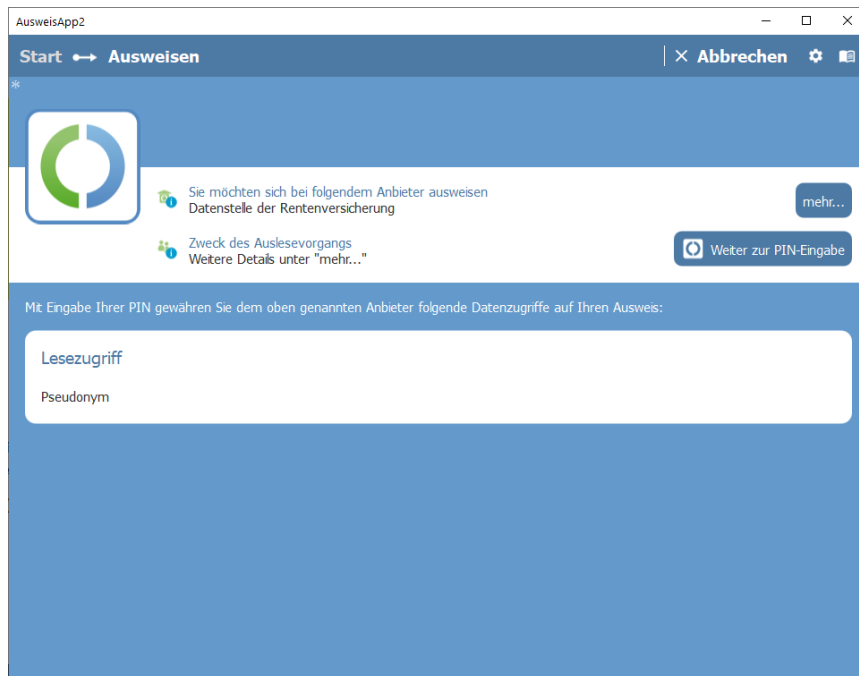 AusweisApp2
Start Ausweisen Abbrechen
Sie möchten sich bei folgendem Anbieter ausweisen
Datenstelle der Rentenversicherung
mehr...
Zweck des Auslesevorgangs
Weitere Details unter "mehr..."
Weiter zur PIN-Eingabe
Mit Eingabe Ihrer PIN gewähren Sie dem oben genannten Anbieter folgende Datenzugriffe auf Ihren Ausweis:
Lesezugriff
Pseudonym